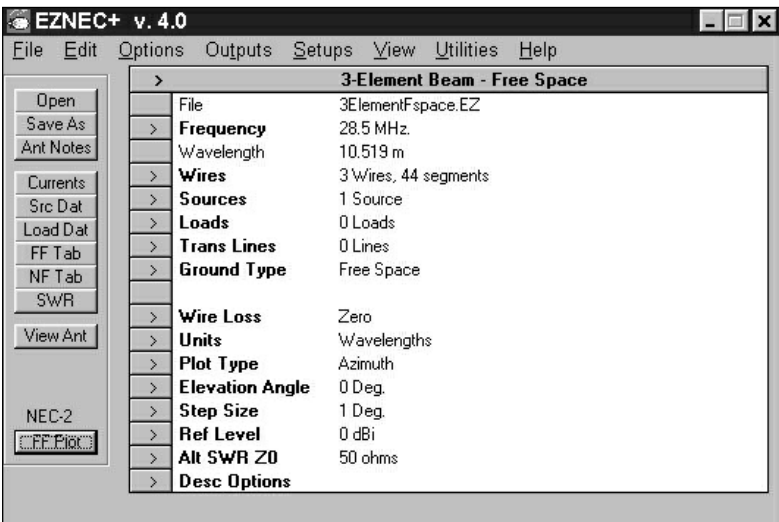 EZNEC+ v. 4.0
File Edit Options Outputs Setups View Utilities Help
> 3-Element Beam - Free Space
Open
Save As
Ant Notes
Currents
Src Dat
Load Dat
FF Tab
NF Tab
SWR
View Ant
NEC-2
FF Plot
File 3ElementFspace.EZ
> Frequency 28.5 MHz.
Wavelength 10.519 m
> Wires 3 Wires, 44 segments
> Sources 1 Source
> Loads 0 Loads
> Trans Lines 0 Lines
> Ground Type Free Space
> Wire Loss Zero
> Units Wavelengths
> Plot Type Azimuth
> Elevation Angle 0 Deg.
> Step Size 1 Deg.
> Ref Level 0 dBi
> Alt SWR Z0 50 ohms
> Desc Options